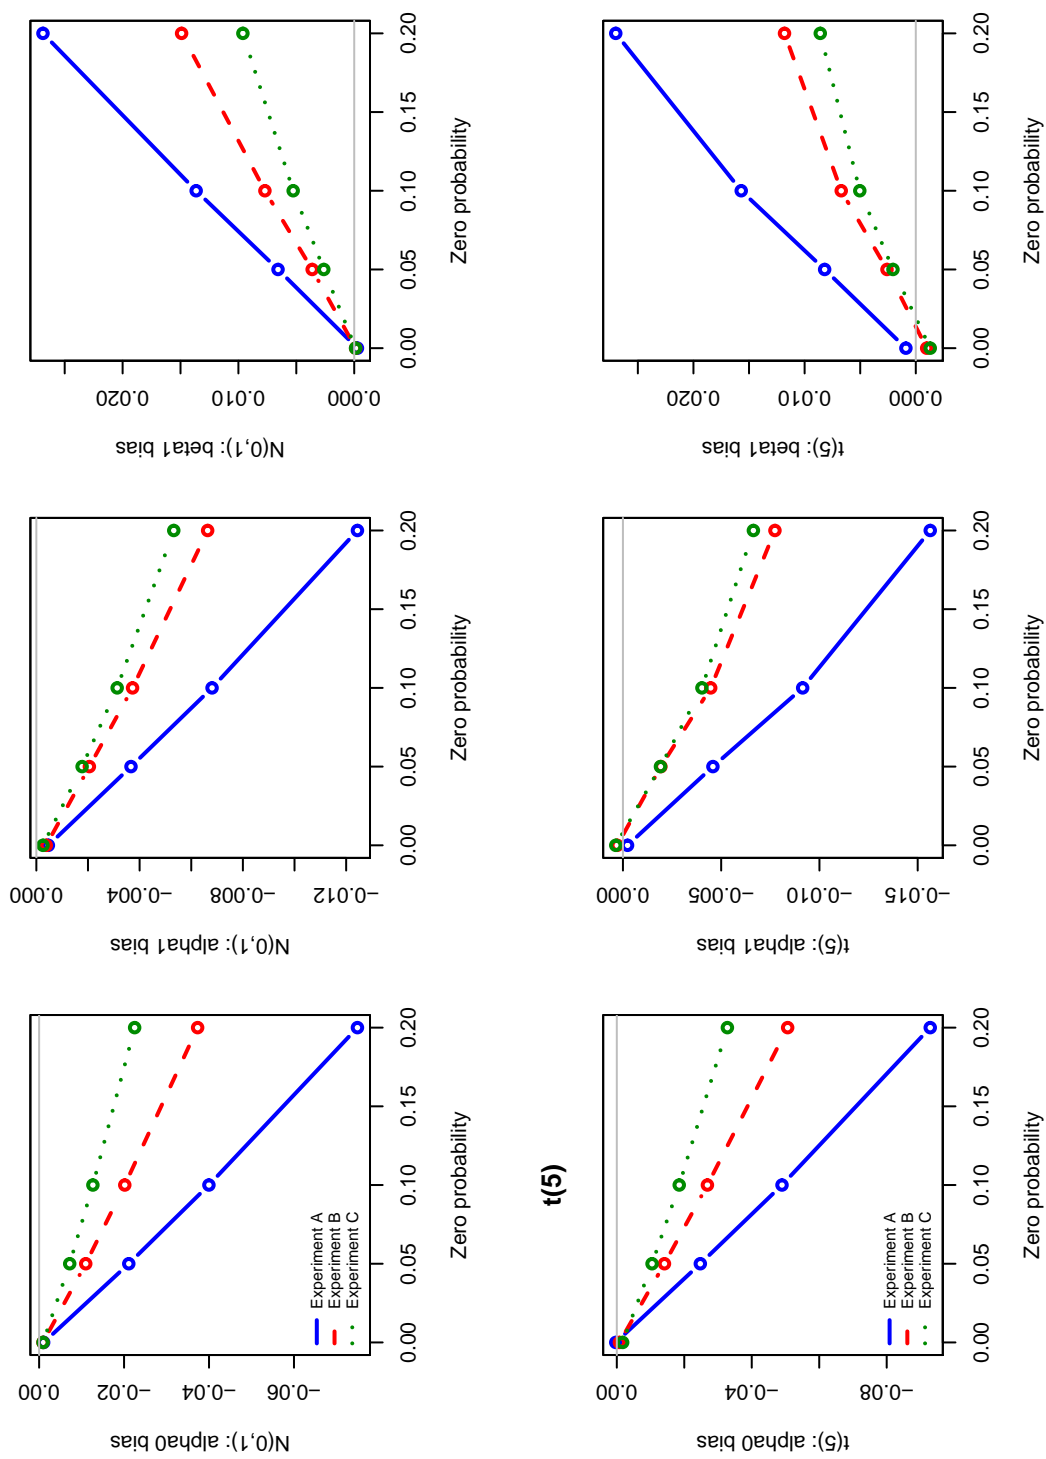 N(0,1): alpha0 bias
0.00
−0.02
−0.04
−0.06
Experiment A
Experiment B
Experiment C
0.00 0.05 0.10 0.15 0.20
Zero probability
N(0,1): alpha1 bias
0.000
−0.004
−0.008
−0.012
0.00 0.05 0.10 0.15 0.20
Zero probability
N(0,1): beta1 bias
0.020
0.010
0.000
0.00 0.05 0.10 0.15 0.20
Zero probability
t(5)
t(5): alpha0 bias
0.00
−0.04
−0.08
Experiment A
Experiment B
Experiment C
0.00 0.05 0.10 0.15 0.20
Zero probability
t(5): alpha1 bias
0.000
−0.005
−0.010
−0.015
0.00 0.05 0.10 0.15 0.20
Zero probability
t(5): beta1 bias
0.020
0.010
0.000
0.00 0.05 0.10 0.15 0.20
Zero probability